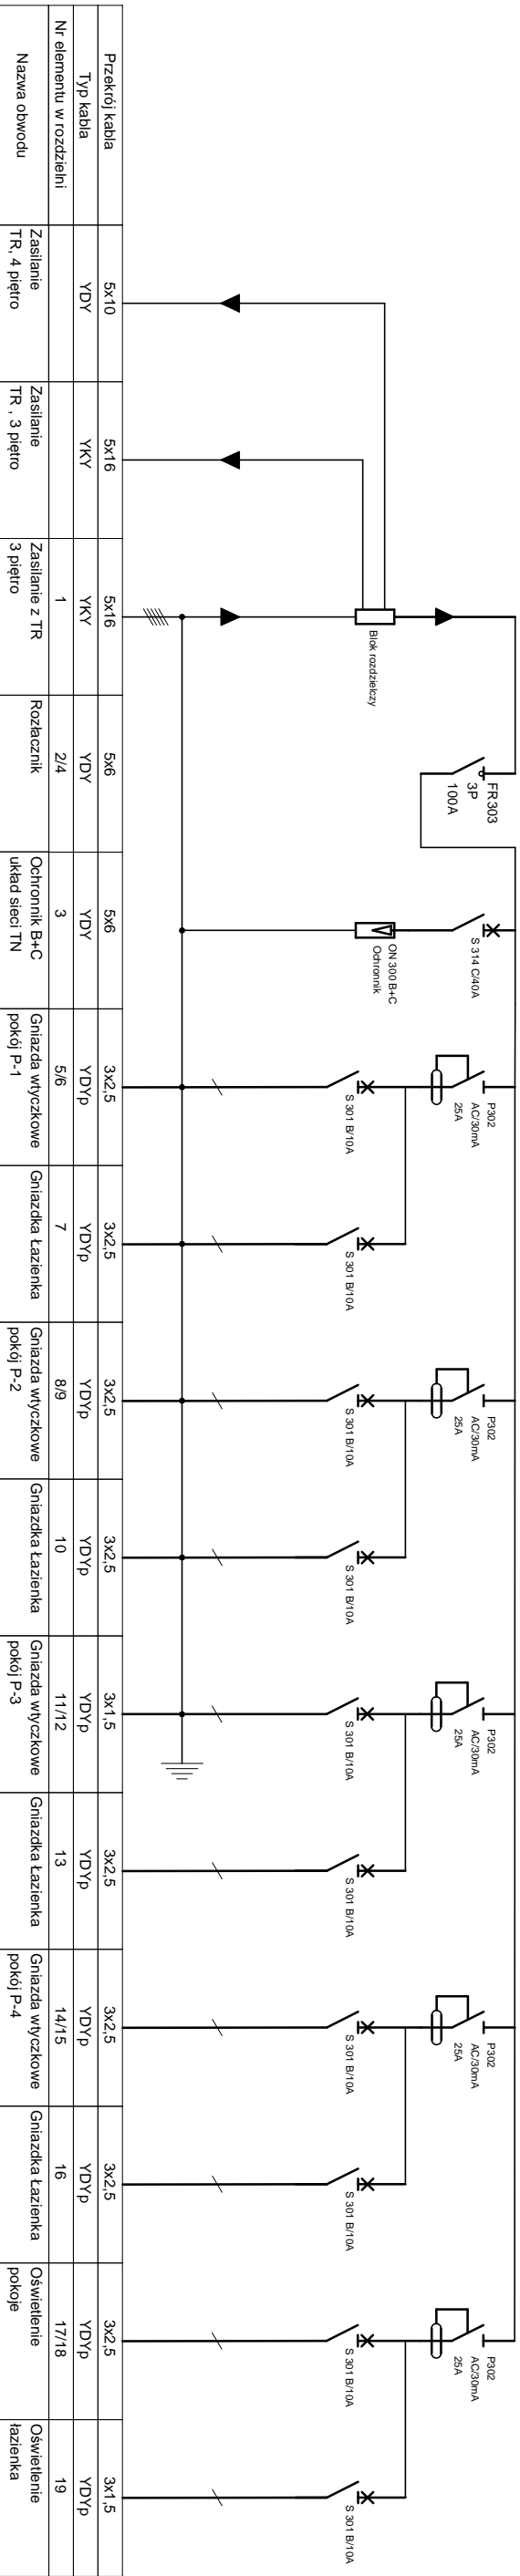 FR303
3P
100A
S 314 C/40A
P302
AC/30mA
25A
P302
AC/30mA
25A
P302
AC/30mA
25A
P302
AC/30mA
25A
P302
AC/30mA
25A
Blok rozdzielczy
ON 300 B+C
Ochronnik
S 301 B/10A
S 301 B/10A
S 301 B/10A
S 301 B/10A
S 301 B/10A
S 301 B/10A
S 301 B/10A
S 301 B/10A
S 301 B/10A
S 301 B/10A
Przekrój kabla 5x10 5x16 5x16 5x6 5x6 3x2,5 3x2,5 3x2,5 3x2,5 3x1,5 3x2,5 3x2,5 3x2,5 3x2,5 3x1,5
Typ kabla YDY YKY YKY YDY YDY YDYp YDYp YDYp YDYp YDYp YDYp YDYp YDYp YDYp YDYp
Nr elementu w rozdzielni 1 2/4 3 5/6 7 8/9 10 11/12 13 14/15 16 17/18 19
Nazwa obwodu
Zasilanie
TR, 4 piętro
Zasilanie
TR , 3 piętro
Zasilanie z TR
3 piętro
Rozłacznik
Ochronnik B+C
układ sieci TN
Gniazda wtyczkowe
pokój P-1
Gniazdka Łazienka
Gniazda wtyczkowe
pokój P-2
Gniazdka Łazienka
Gniazda wtyczkowe
pokój P-3
Gniazdka Łazienka
Gniazda wtyczkowe
pokój P-4
Gniazdka Łazienka
Oświetlenie
pokoje
Oświetlenie
łazienka